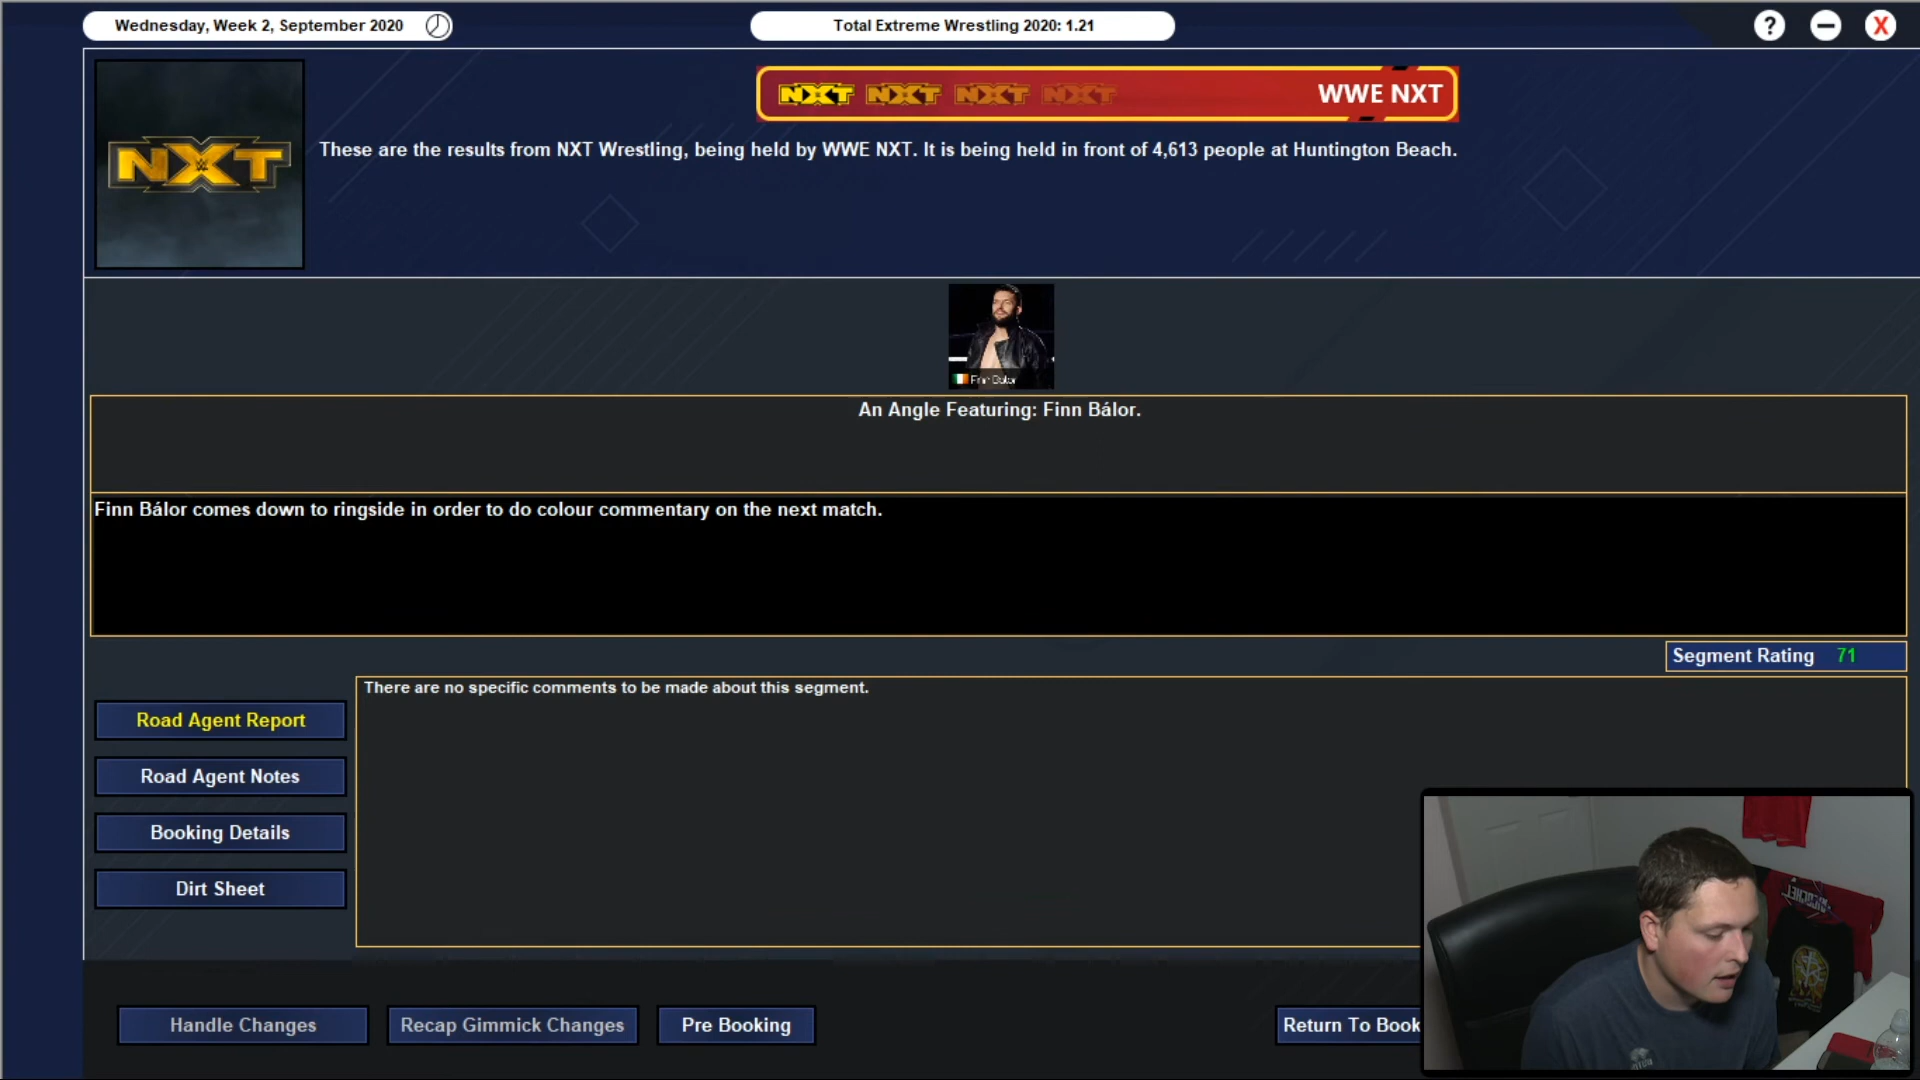 Wednesday, Week 2, September 2020
Total Extreme Wrestling 2020: 1.21
?
X
NXT NXT NXT NXT
WWE NXT
NXT
These are the results from NXT Wrestling, being held by WWE NXT. It is being held in front of 4,613 people at Huntington Beach.
Finn Bálor
An Angle Featuring: Finn Bálor.
Finn Bálor comes down to ringside in order to do colour commentary on the next match.
Segment Rating 71
There are no specific comments to be made about this segment.
Road Agent Report
Road Agent Notes
Booking Details
Dirt Sheet
Handle Changes
Recap Gimmick Changes
Pre Booking
Return To Book